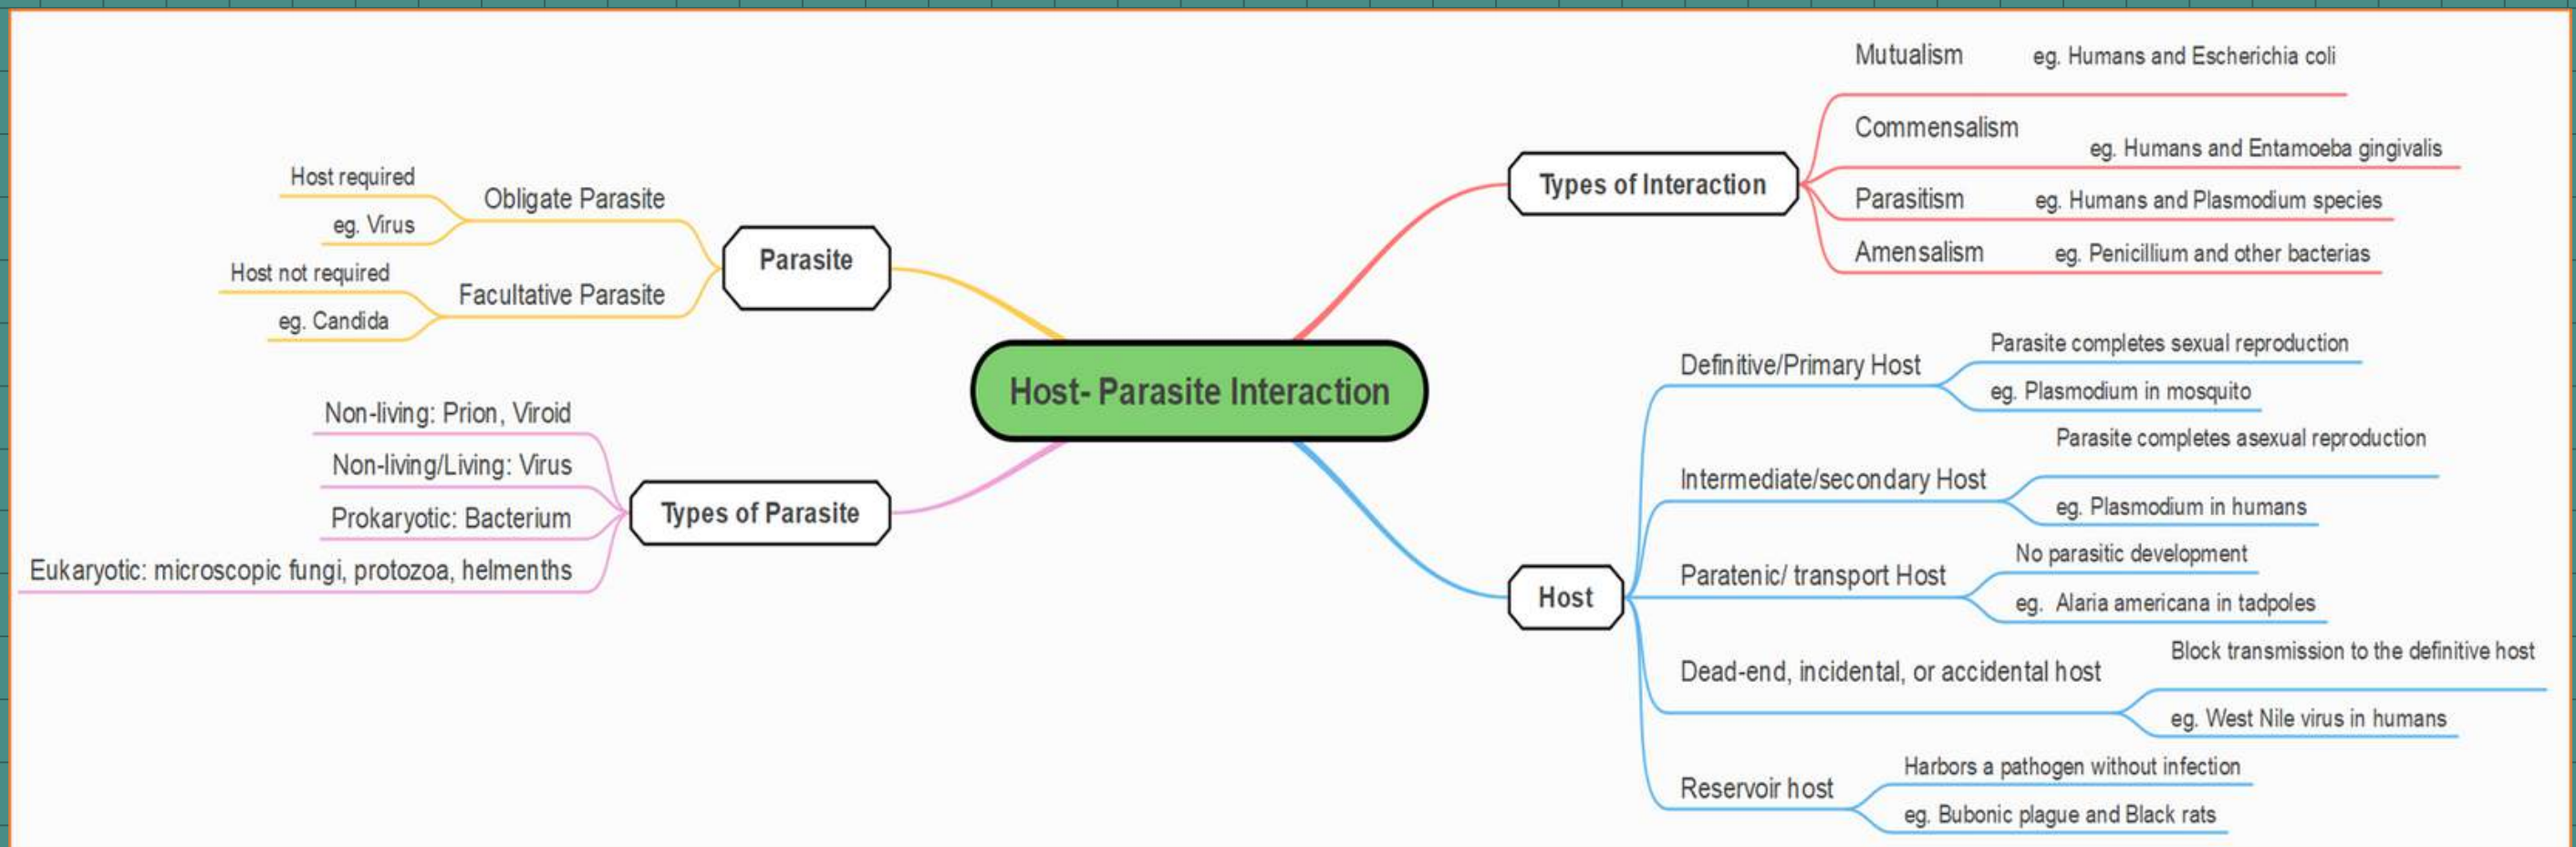 Host- Parasite Interaction
Parasite
Obligate Parasite
Host required
eg. Virus
Facultative Parasite
Host not required
eg. Candida
Types of Parasite
Non-living: Prion, Viroid
Non-living/Living: Virus
Prokaryotic: Bacterium
Eukaryotic: microscopic fungi, protozoa, helmenths
Types of Interaction
Mutualism eg. Humans and Escherichia coli
Commensalism eg. Humans and Entamoeba gingivalis
Parasitism eg. Humans and Plasmodium species
Amensalism eg. Penicillium and other bacterias
Host
Definitive/Primary Host
Parasite completes sexual reproduction
eg. Plasmodium in mosquito
Intermediate/secondary Host
Parasite completes asexual reproduction
eg. Plasmodium in humans
Paratenic/ transport Host
No parasitic development
eg. Alaria americana in tadpoles
Dead-end, incidental, or accidental host
Block transmission to the definitive host
eg. West Nile virus in humans
Reservoir host
Harbors a pathogen without infection
eg. Bubonic plague and Black rats